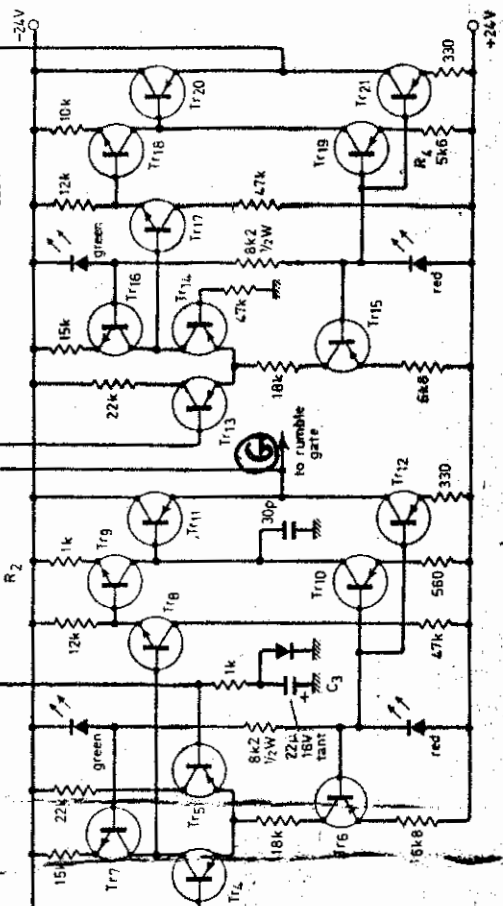 -24V
+24V
330
Tr20
Tr21
10k
Tr18
Tr19
R4
5k6
12k
Tr17
47k
green
8k2
½W
red
Tr16
15k
Tr14
47k
Tr15
22k
18k
6k8
Tr13
G
to rumble
gate
Tr12
330
R2
1k
Tr9
Tr11
30p
Tr10
560
12k
Tr8
47k
1k
C3
+
22µ
16V
tant
green
8k2
½W
red
22k
Tr5
15k
Tr7
Tr4
18k
Tr6
6k8